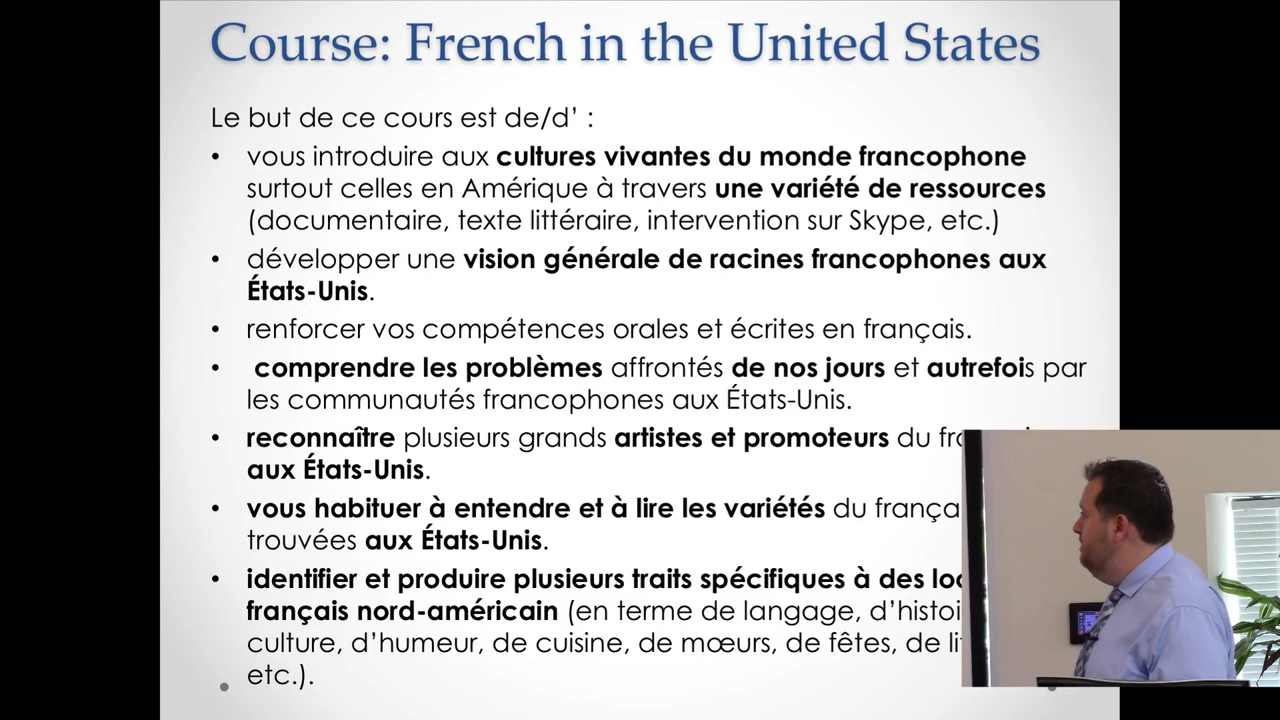 Course: French in the United States
Le but de ce cours est de/d’ :
• vous introduire aux cultures vivantes du monde francophone
surtout celles en Amérique à travers une variété de ressources
(documentaire, texte littéraire, intervention sur Skype, etc.)
• développer une vision générale de racines francophones aux
États-Unis.
• renforcer vos compétences orales et écrites en français.
• comprendre les problèmes affrontés de nos jours et autrefois par
les communautés francophones aux États-Unis.
• reconnaître plusieurs grands artistes et promoteurs du
aux États-Unis.
• vous habituer à entendre et à lire les variétés du
trouvées aux États-Unis.
• identifier et produire plusieurs traits spécifiques à des
français nord-américain (en terme de langage,
culture, d’humeur, de cuisine, de mœurs, de fêtes, de
etc.).